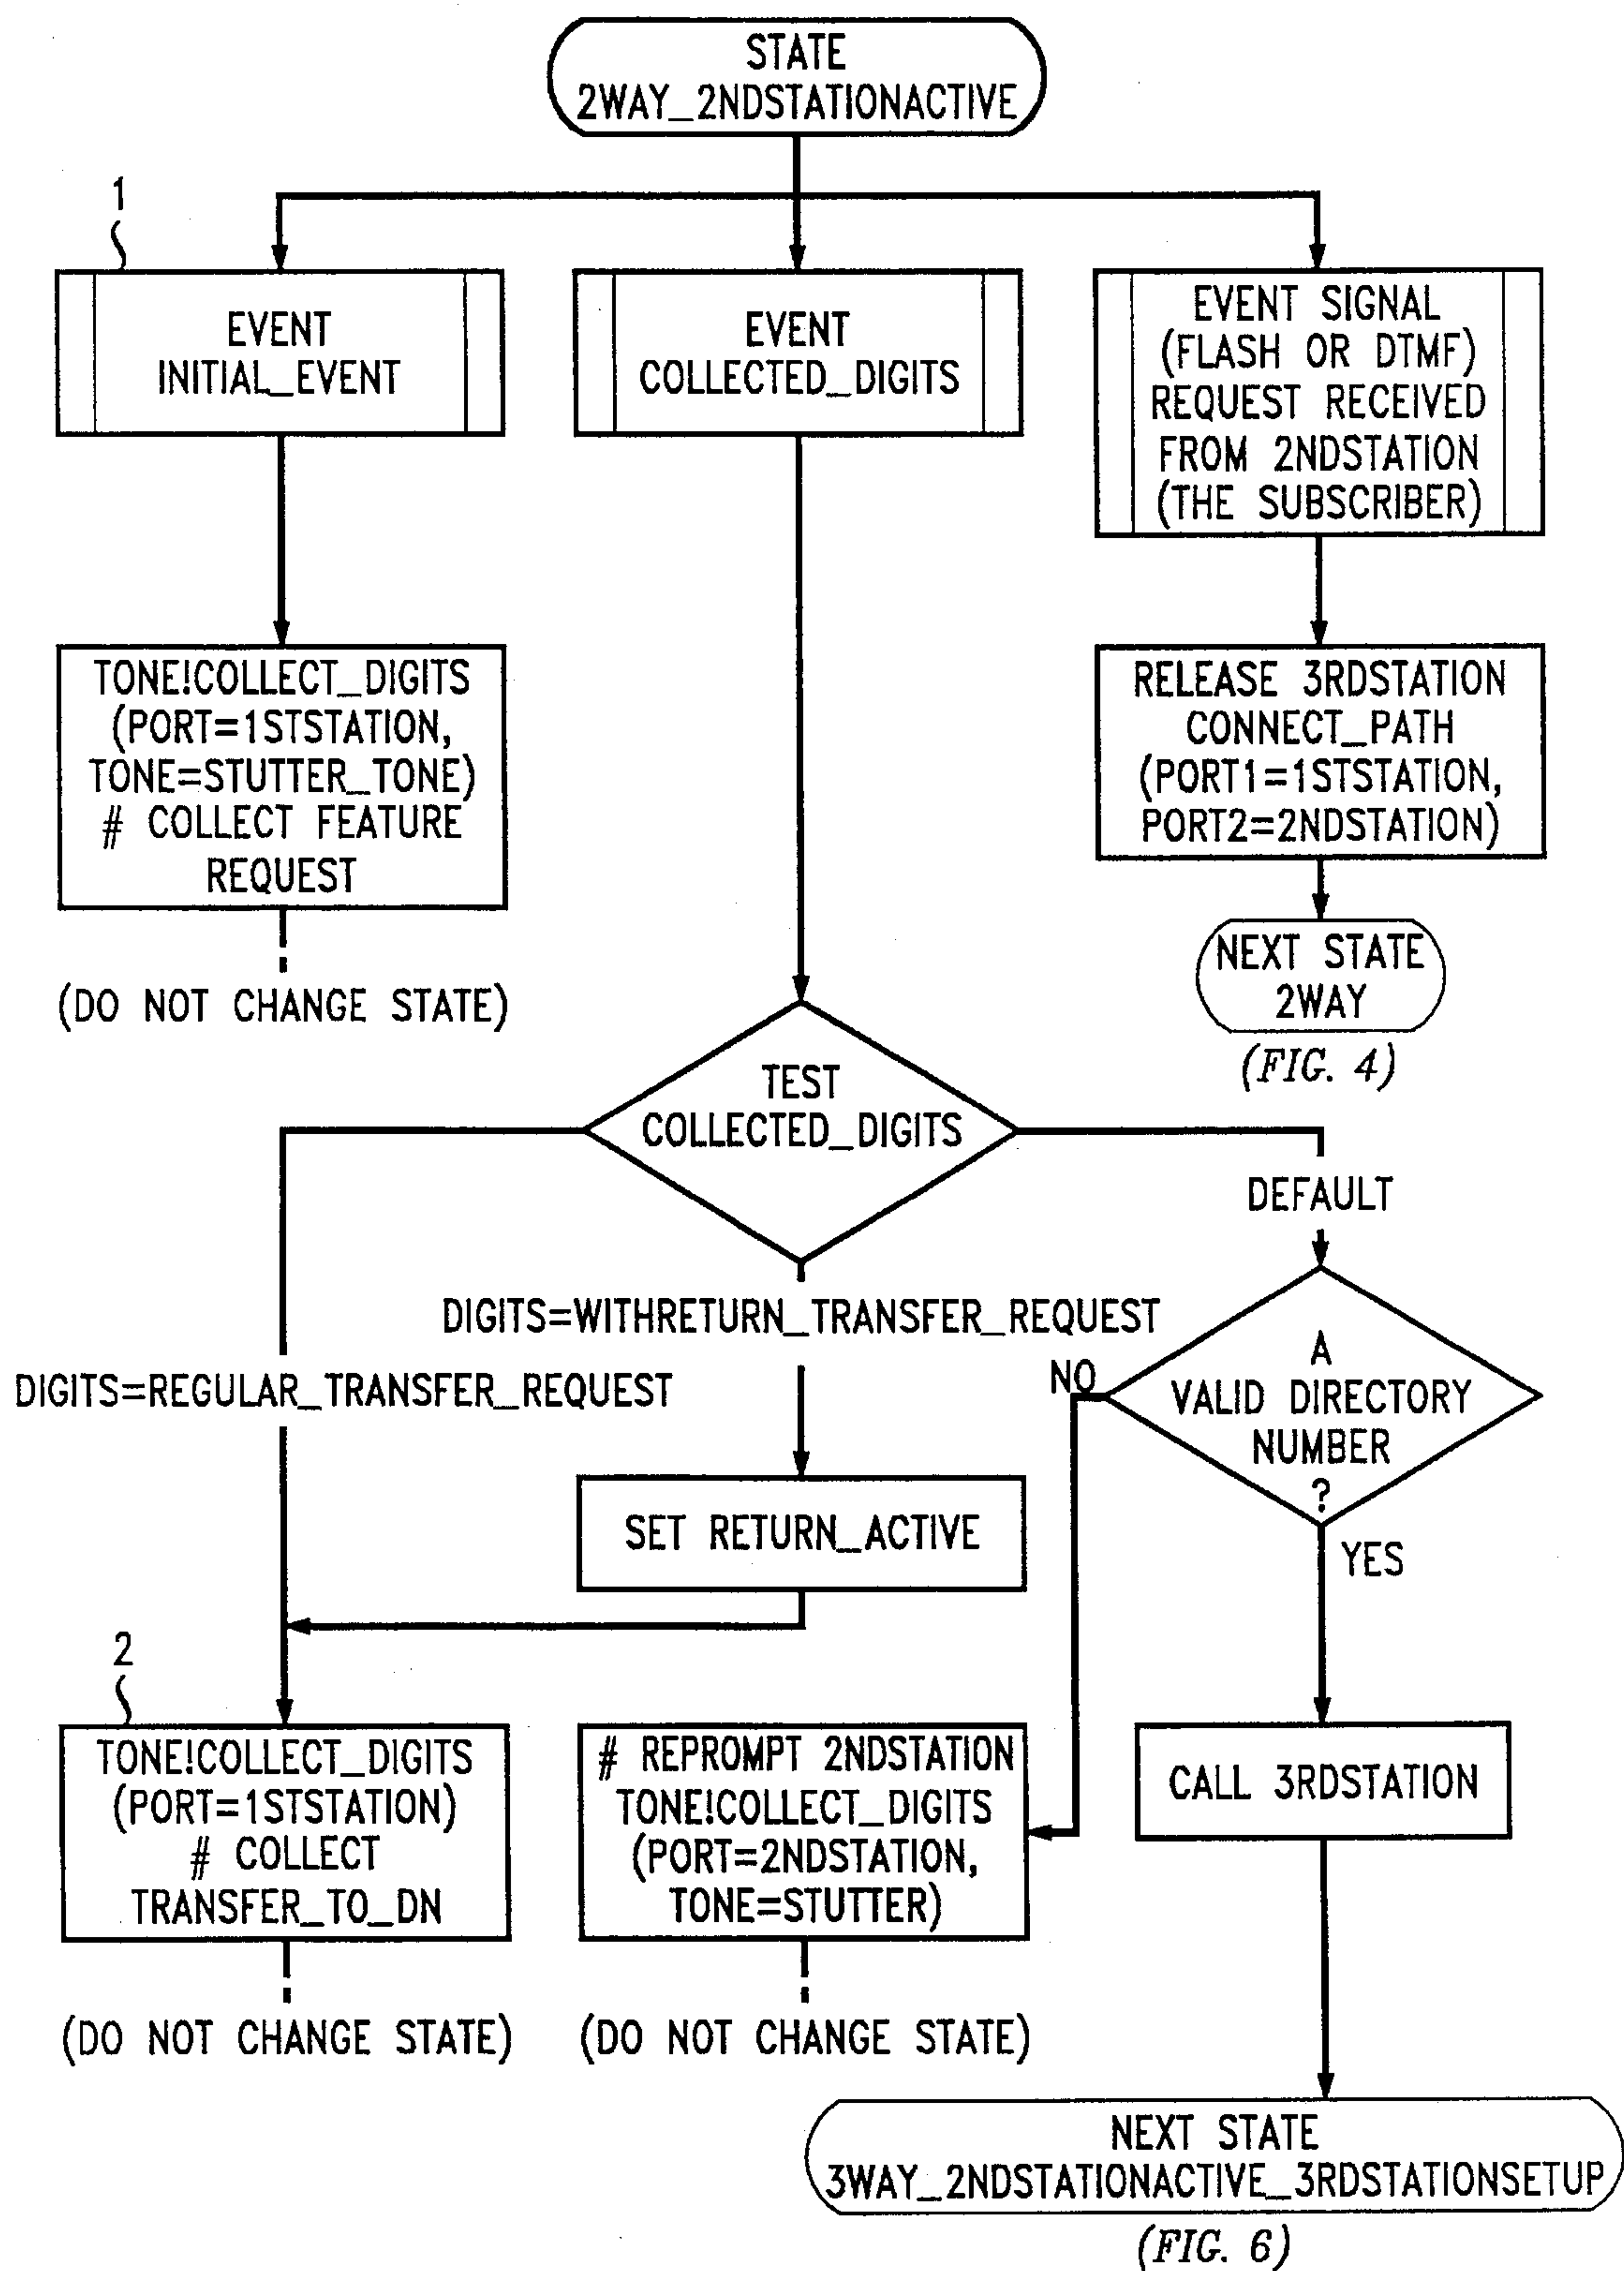 STATE
2WAY_2NDSTATIONACTIVE
1
EVENT
INITIAL_EVENT
EVENT
COLLECTED_DIGITS
EVENT SIGNAL
(FLASH OR DTMF)
REQUEST RECEIVED
FROM 2NDSTATION
(THE SUBSCRIBER)
TONE!COLLECT_DIGITS
(PORT=1STSTATION,
TONE=STUTTER_TONE)
# COLLECT FEATURE
REQUEST
(DO NOT CHANGE STATE)
RELEASE 3RDSTATION
CONNECT_PATH
(PORT1=1STSTATION,
PORT2=2NDSTATION)
NEXT STATE
2WAY
(FIG. 4)
TEST
COLLECTED_DIGITS
DEFAULT
DIGITS=WITHRETURN_TRANSFER_REQUEST
DIGITS=REGULAR_TRANSFER_REQUEST
A
VALID DIRECTORY
NUMBER
?
NO
YES
SET RETURN_ACTIVE
2
TONE!COLLECT_DIGITS
(PORT=1STSTATION)
# COLLECT
TRANSFER_TO_DN
(DO NOT CHANGE STATE)
# REPROMPT 2NDSTATION
TONE!COLLECT_DIGITS
(PORT=2NDSTATION,
TONE=STUTTER)
(DO NOT CHANGE STATE)
CALL 3RDSTATION
NEXT STATE
3WAY_2NDSTATIONACTIVE_3RDSTATIONSETUP
(FIG. 6)